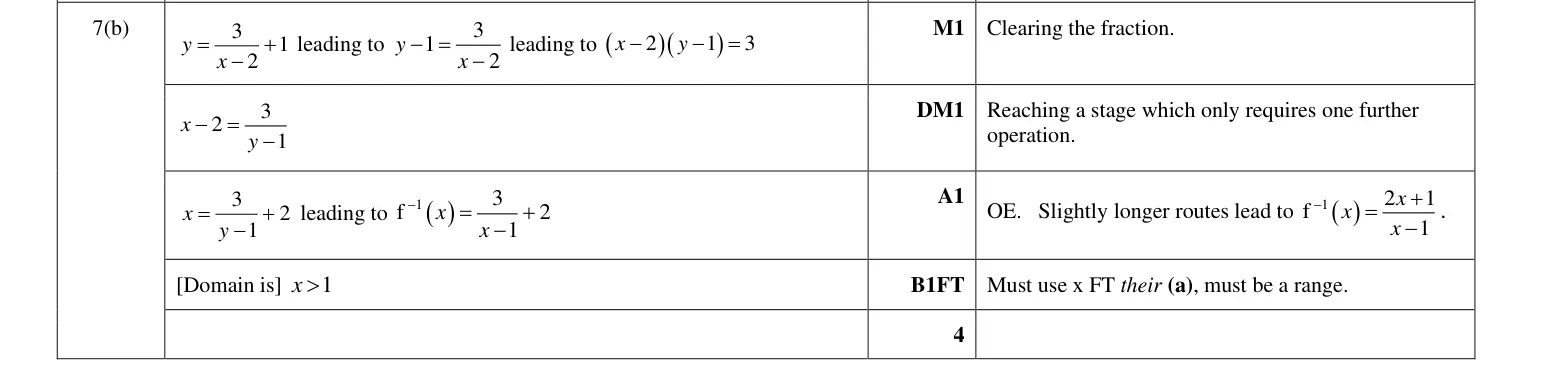 7(b)
y = 3/(x−2) + 1 leading to y − 1 = 3/(x−2) leading to (x−2)(y−1) = 3
M1
Clearing the fraction.
x − 2 = 3/(y−1)
DM1
Reaching a stage which only requires one further
operation.
x = 3/(y−1) + 2 leading to f⁻¹(x) = 3/(x−1) + 2
A1
OE. Slightly longer routes lead to f⁻¹(x) = (2x+1)/(x−1).
[Domain is] x > 1
B1FT
Must use x FT their (a), must be a range.
4